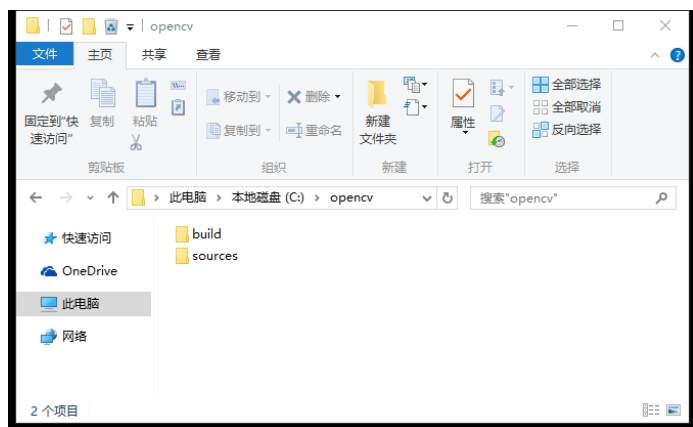 opencv
文件 主页 共享 查看
固定到"快速访问"
复制
粘贴
剪贴板
移动到
复制到
删除
重命名
组织
新建
文件夹
新建
属性
打开
全部选择
全部取消
反向选择
选择
此电脑 › 本地磁盘 (C:) › opencv
搜索"opencv"
快速访问
OneDrive
此电脑
网络
build
sources
2 个项目